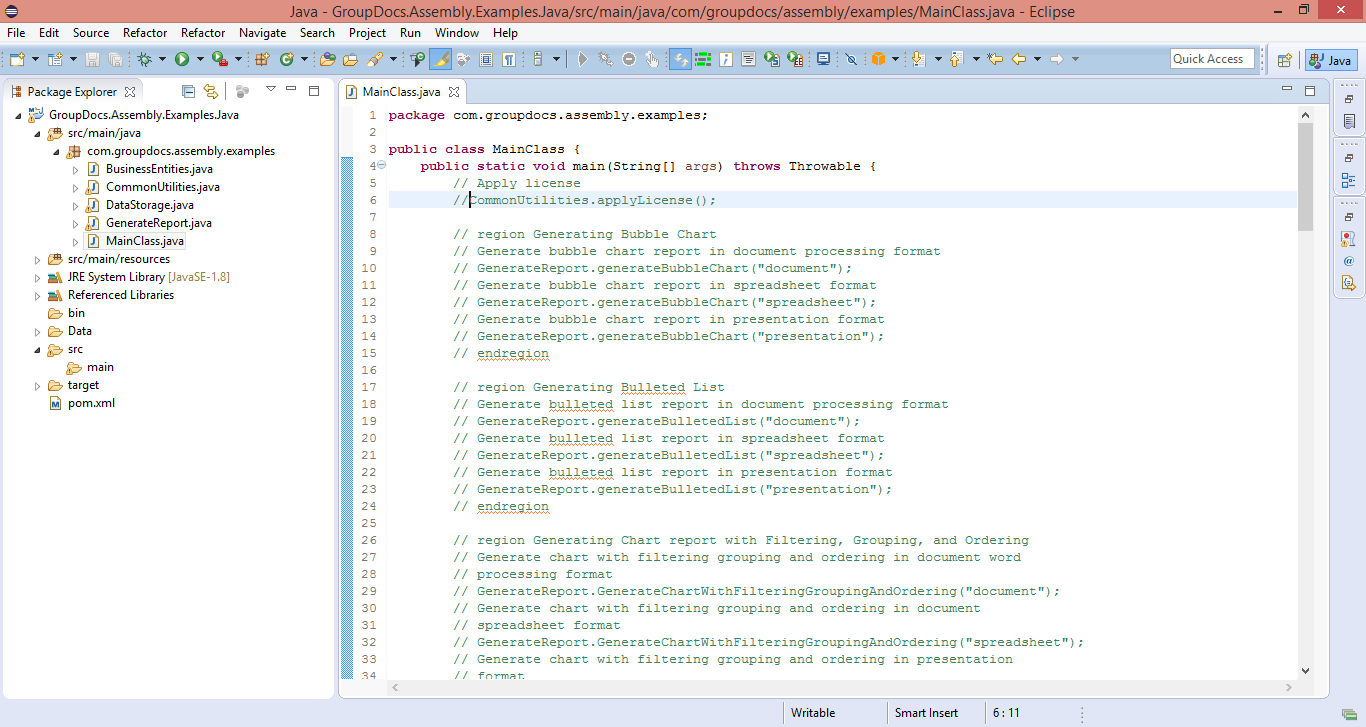 Java - GroupDocs.Assembly.Examples.Java/src/main/java/com/groupdocs/assembly/examples/MainClass.java - Eclipse
File Edit Source Refactor Refactor Navigate Search Project Run Window Help
Quick Access
Java
Package Explorer
GroupDocs.Assembly.Examples.Java
src/main/java
com.groupdocs.assembly.examples
BusinessEntities.java
CommonUtilities.java
DataStorage.java
GenerateReport.java
MainClass.java
src/main/resources
JRE System Library [JavaSE-1.8]
Referenced Libraries
bin
Data
src
main
target
pom.xml
MainClass.java
1 package com.groupdocs.assembly.examples;
2
3 public class MainClass {
4 public static void main(String[] args) throws Throwable {
5 // Apply license
6 //CommonUtilities.applyLicense();
7
8 // region Generating Bubble Chart
9 // Generate bubble chart report in document processing format
10 // GenerateReport.generateBubbleChart("document");
11 // Generate bubble chart report in spreadsheet format
12 // GenerateReport.generateBubbleChart("spreadsheet");
13 // Generate bubble chart report in presentation format
14 // GenerateReport.generateBubbleChart("presentation");
15 // endregion
16
17 // region Generating Bulleted List
18 // Generate bulleted list report in document processing format
19 // GenerateReport.generateBulletedList("document");
20 // Generate bulleted list report in spreadsheet format
21 // GenerateReport.generateBulletedList("spreadsheet");
22 // Generate bulleted list report in presentation format
23 // GenerateReport.generateBulletedList("presentation");
24 // endregion
25
26 // region Generating Chart report with Filtering, Grouping, and Ordering
27 // Generate chart with filtering grouping and ordering in document word
28 // processing format
29 // GenerateReport.GenerateChartWithFilteringGroupingAndOrdering("document");
30 // Generate chart with filtering grouping and ordering in document
31 // spreadsheet format
32 // GenerateReport.GenerateChartWithFilteringGroupingAndOrdering("spreadsheet");
33 // Generate chart with filtering grouping and ordering in presentation
34 // format
Writable
Smart Insert
6 : 11